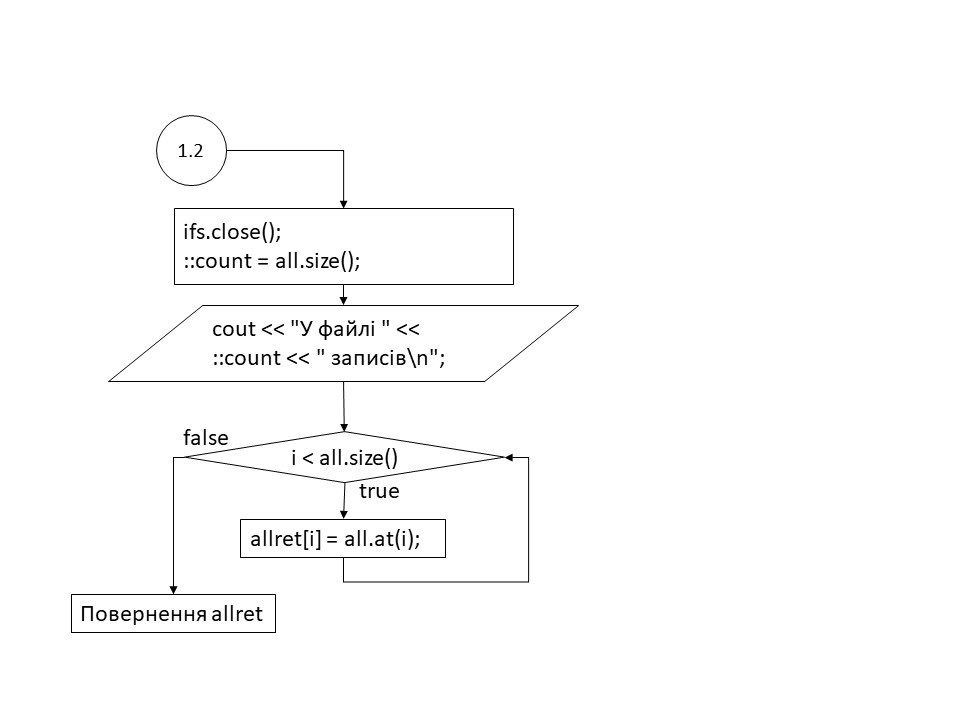 1.2
ifs.close();
::count = all.size();
cout << "У файлі " <<
::count << " записів\n";
false
i < all.size()
true
allret[i] = all.at(i);
Повернення allret